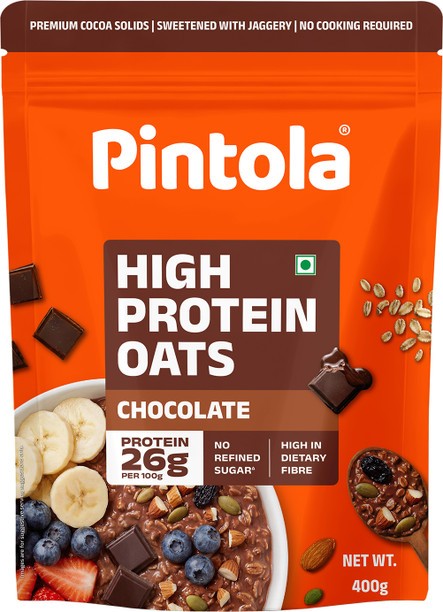 PREMIUM COCOA SOLIDS | SWEETENED WITH JAGGERY | NO COOKING REQUIRED
Pintola®
HIGH
PROTEIN
OATS
CHOCOLATE
PROTEIN
26g
PER 100g
NO
REFINED
SUGAR^
HIGH IN
DIETARY
FIBRE
NET WT.
400g